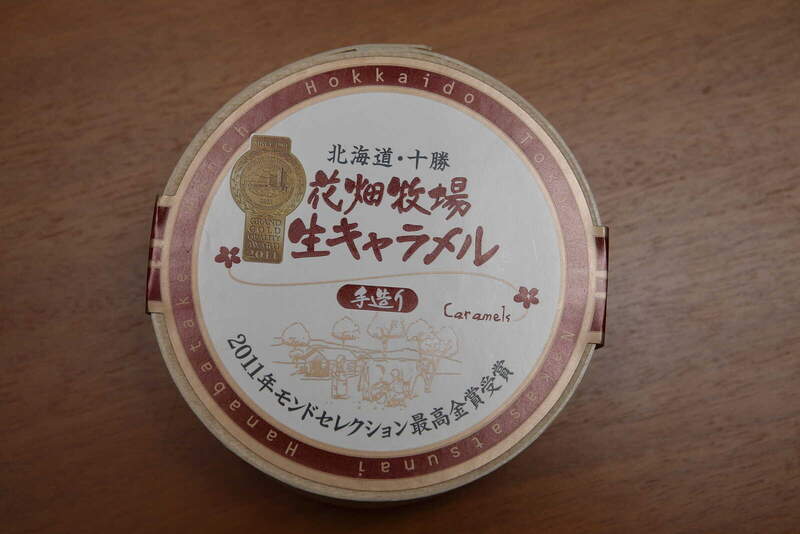 北海道・十勝
花畑牧場
生キャラメル
手造り
Caramels
2011年モンドセレクション最高金賞受賞
GRAND
GOLD
QUALITY
AWARD
2011
Hokkaido
Nakasatsunai
Hanabatake